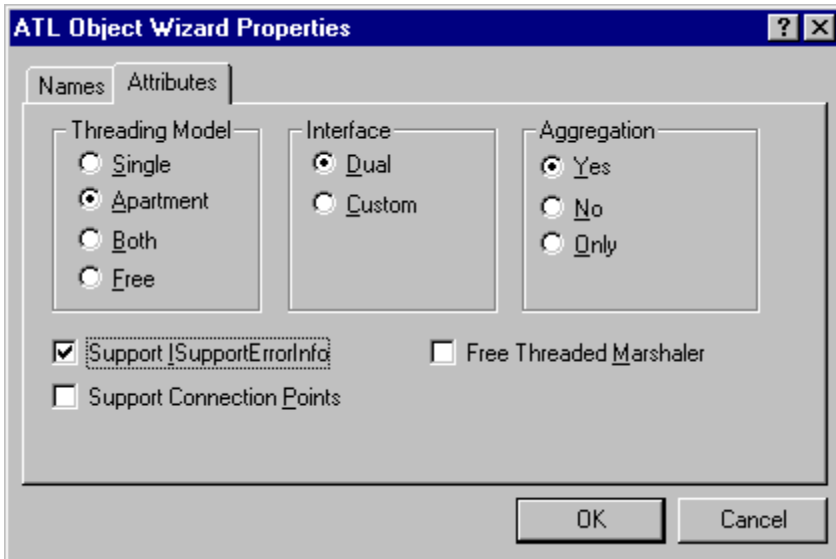 ATL Object Wizard Properties
Names Attributes
Threading Model Interface Aggregation
Single Dual Yes
Apartment Custom No
Both Only
Free
Support ISupportErrorInfo Free Threaded Marshaler
Support Connection Points
OK Cancel